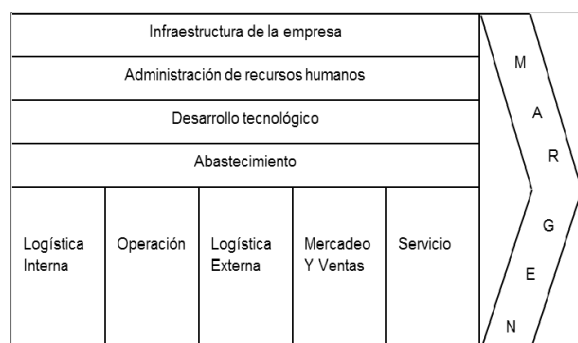 Infraestructura de la empresa
Administración de recursos humanos
Desarrollo tecnológico
Abastecimiento
Logística
Interna
Operación
Logística
Externa
Mercadeo
Y Ventas
Servicio
M
A
R
G
E
N